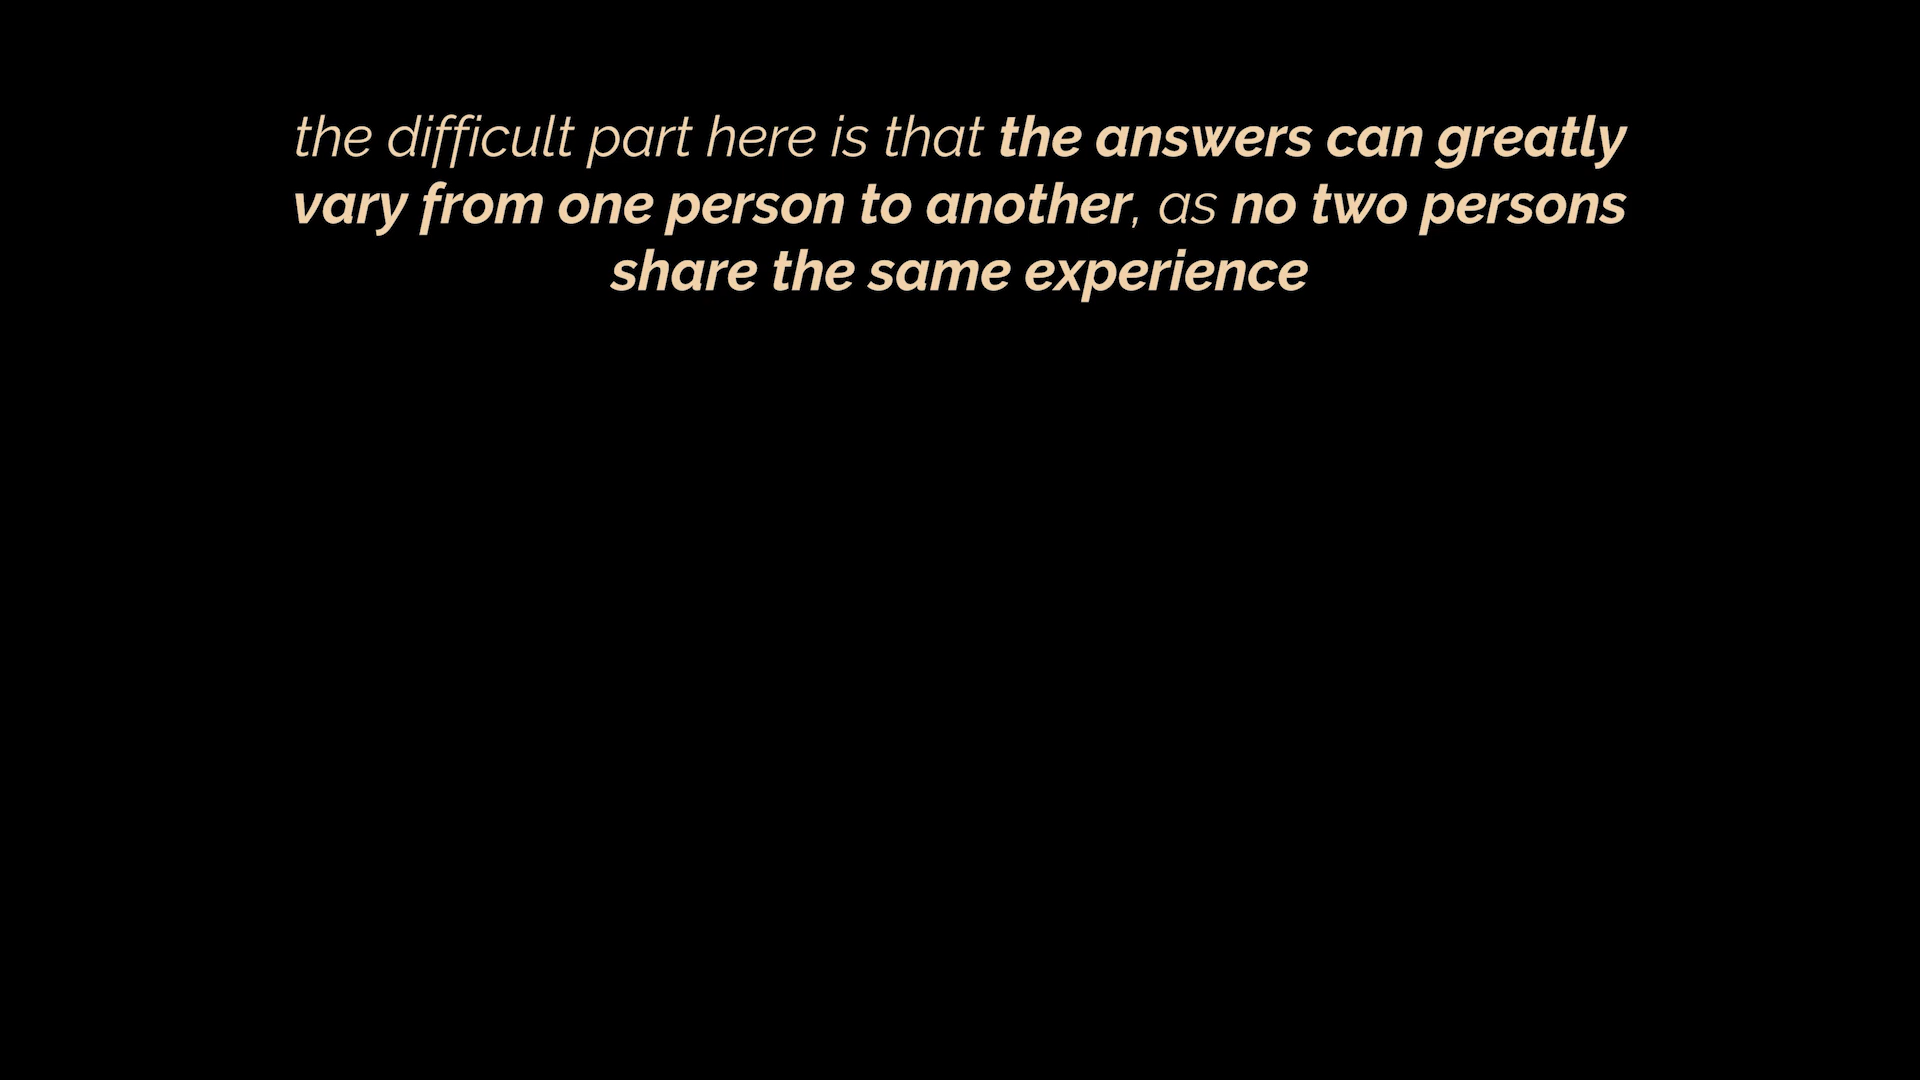 the difficult part here is that the answers can greatly
vary from one person to another, as no two persons
share the same experience